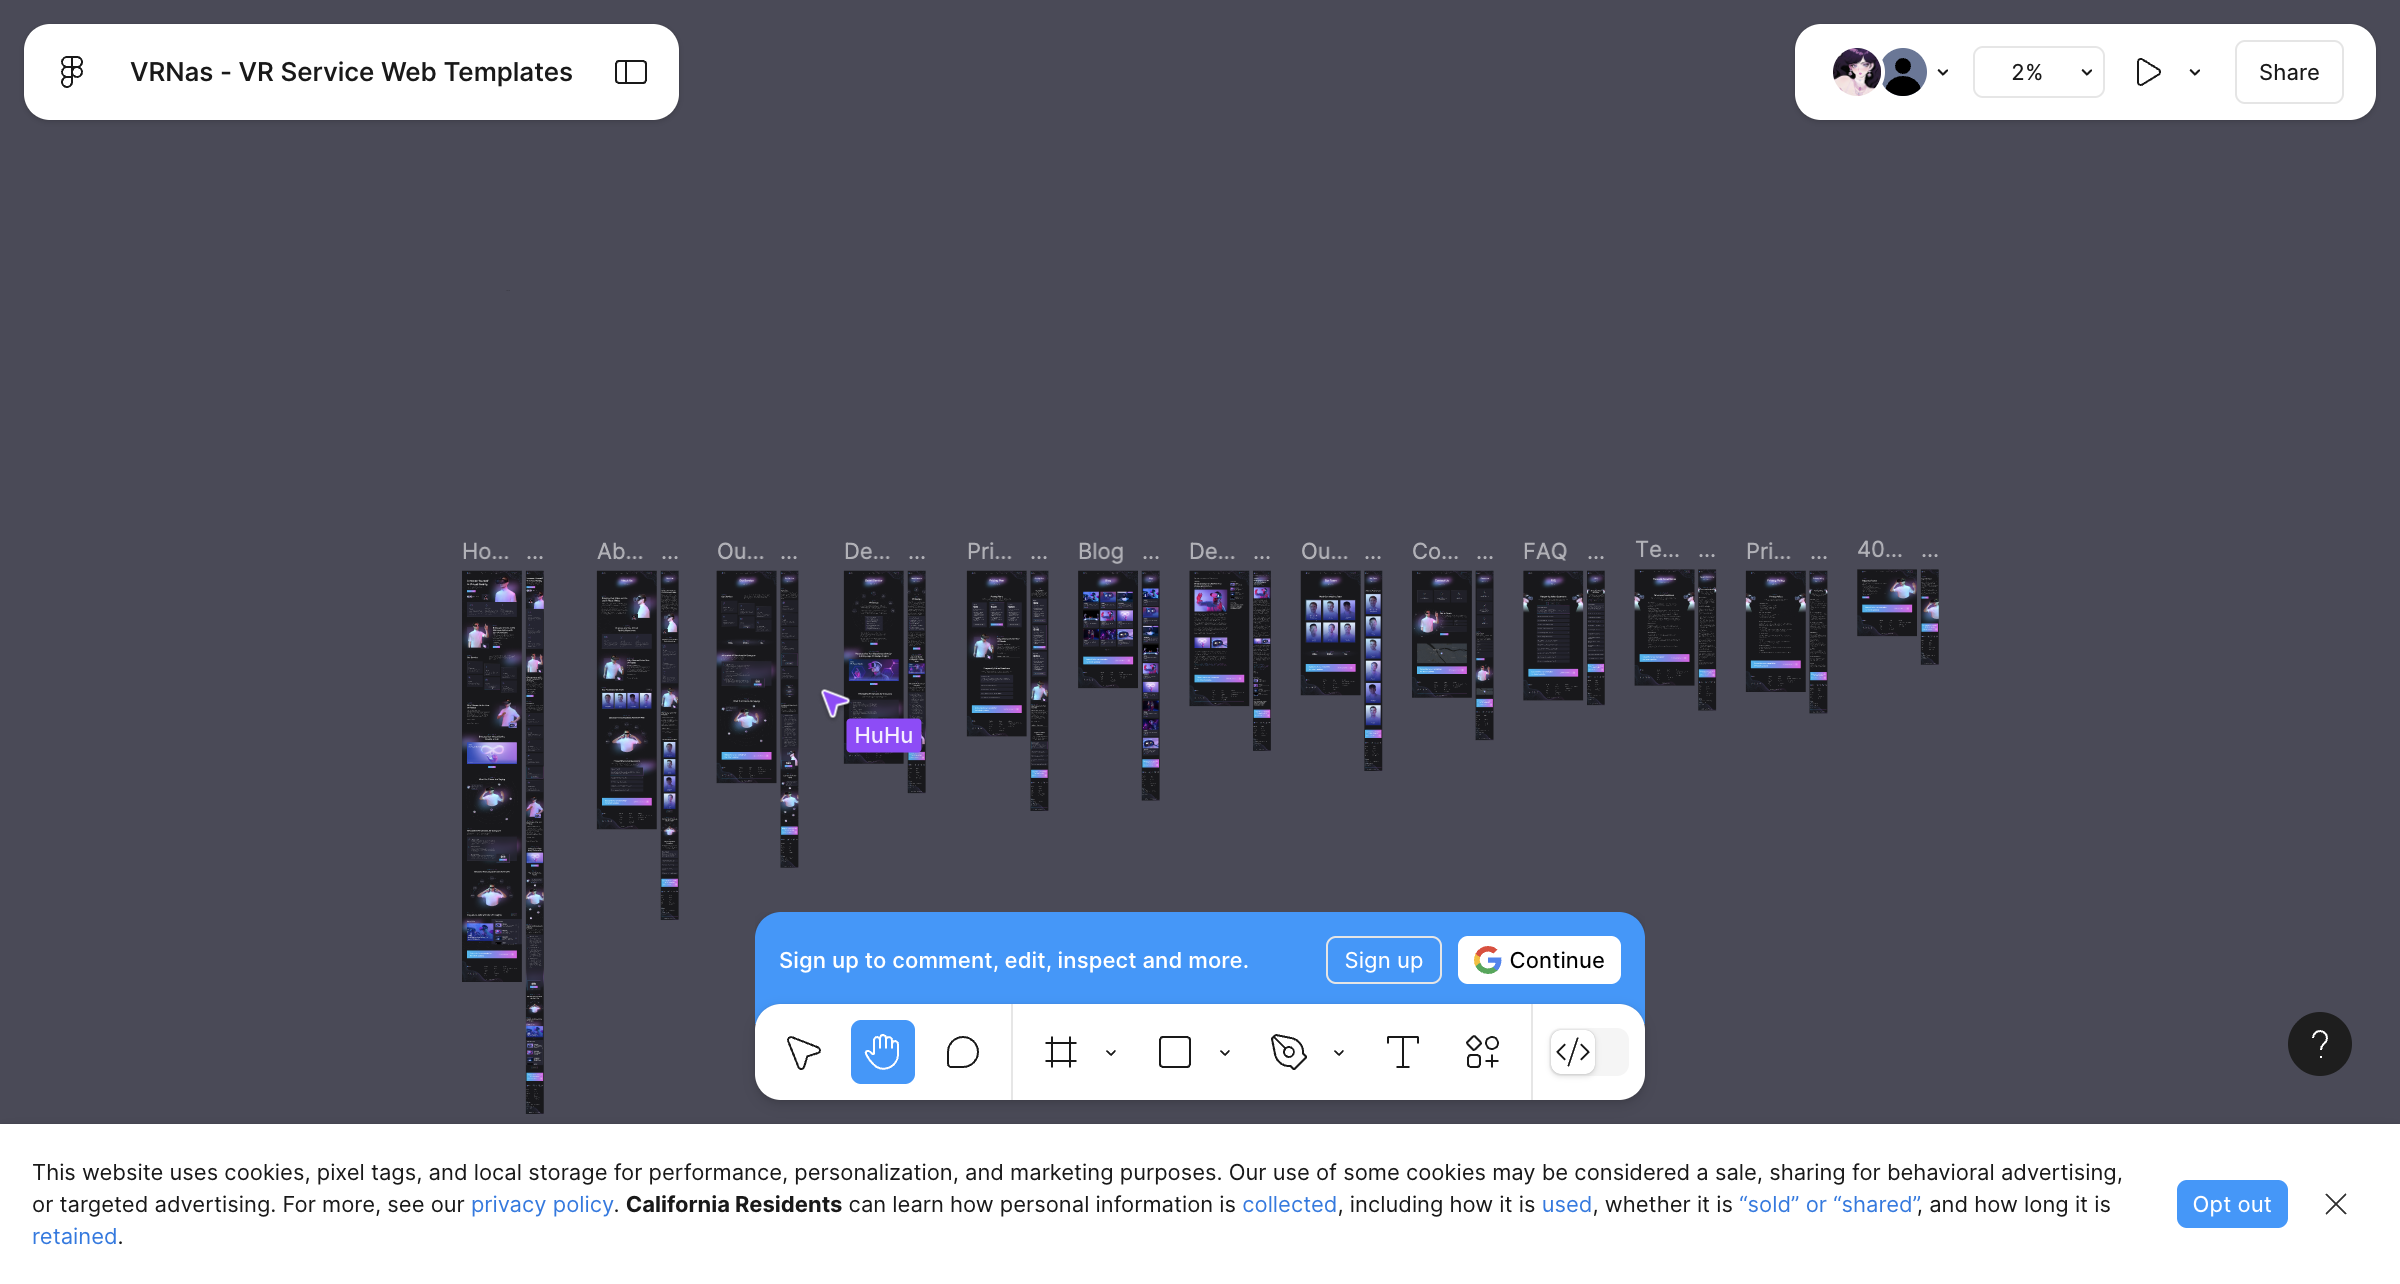 VRNas - VR Service Web Templates
2%
Share
Ho... ... Ab... ... Ou... ... De... ... Pri... ... Blog ... De... ... Ou... ... Co... ... FAQ ... Te... ... Pri... ... 40... ...
HuHu
Sign up to comment, edit, inspect and more.
Sign up
Continue
This website uses cookies, pixel tags, and local storage for performance, personalization, and marketing purposes. Our use of some cookies may be considered a sale, sharing for behavioral advertising,
or targeted advertising. For more, see our privacy policy. California Residents can learn how personal information is collected, including how it is used, whether it is “sold” or “shared”, and how long it is
retained.
Opt out